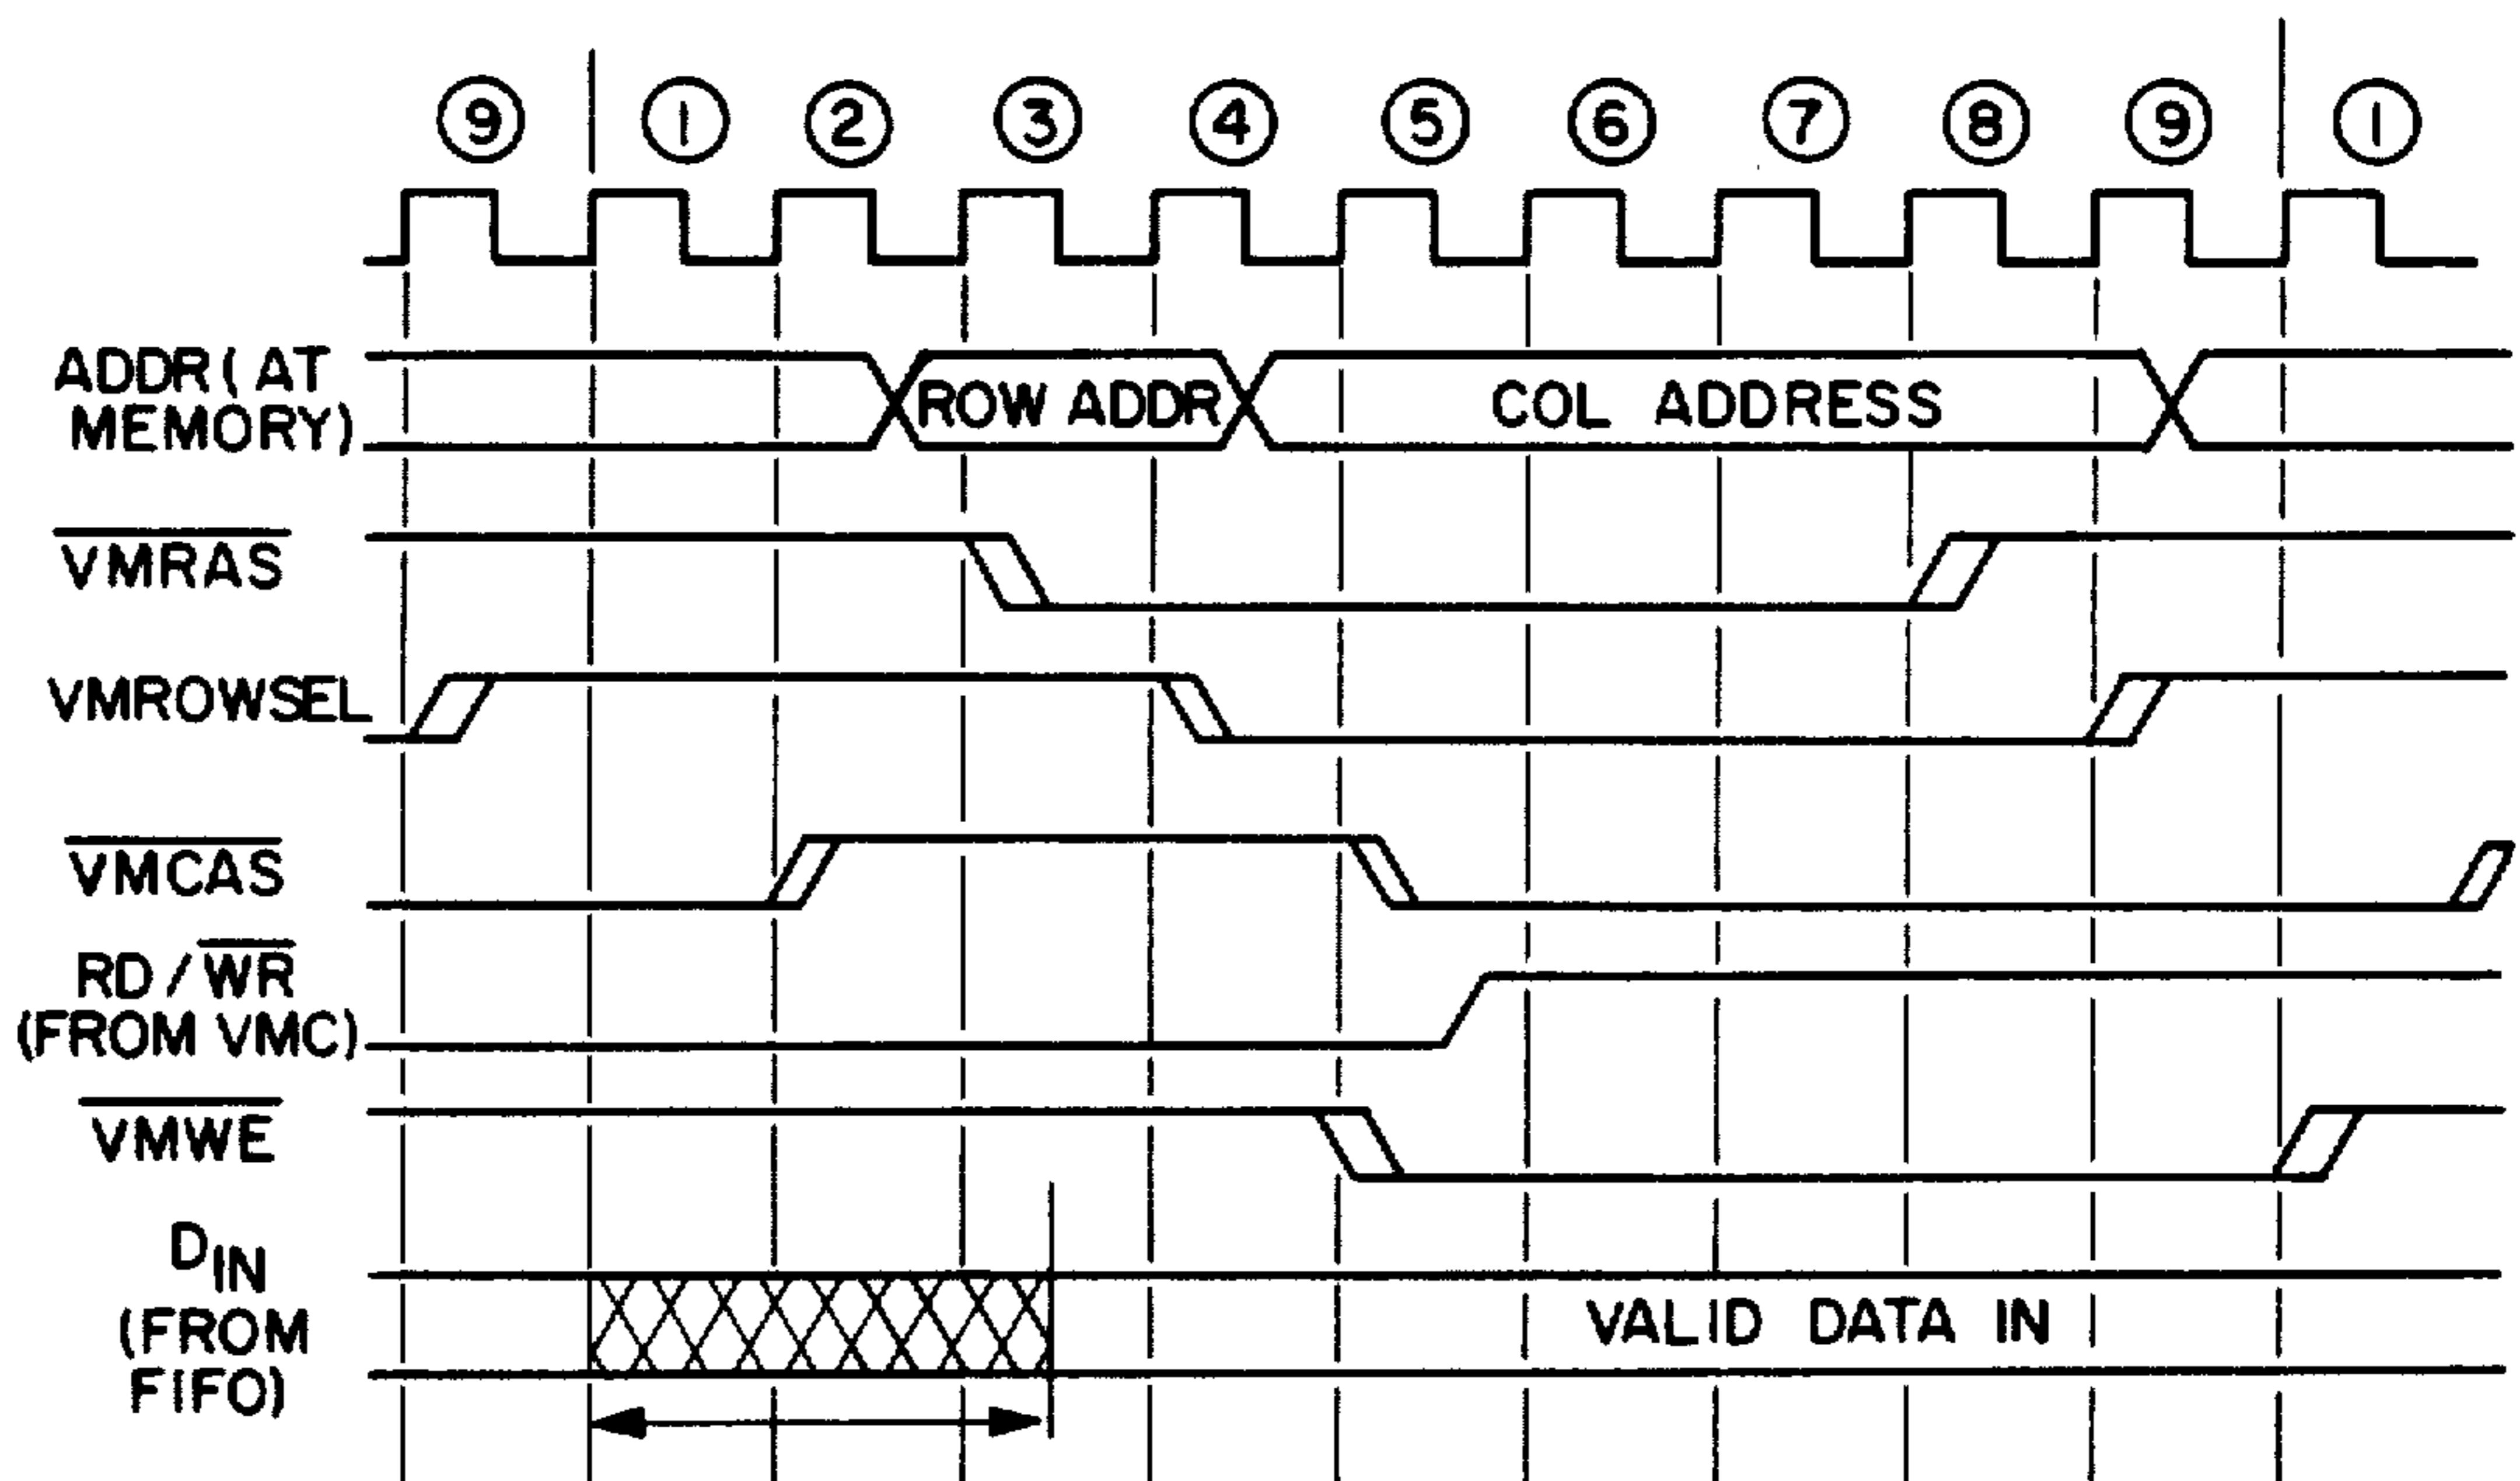 ⑨ ① ② ③ ④ ⑤ ⑥ ⑦ ⑧ ⑨ ①
ADDR(AT
MEMORY)
ROW ADDR
COL ADDRESS
VMRAS
VMROWSEL
VMCAS
RD/WR
(FROM VMC)
VMWE
DIN
(FROM
FIFO)
VALID DATA IN